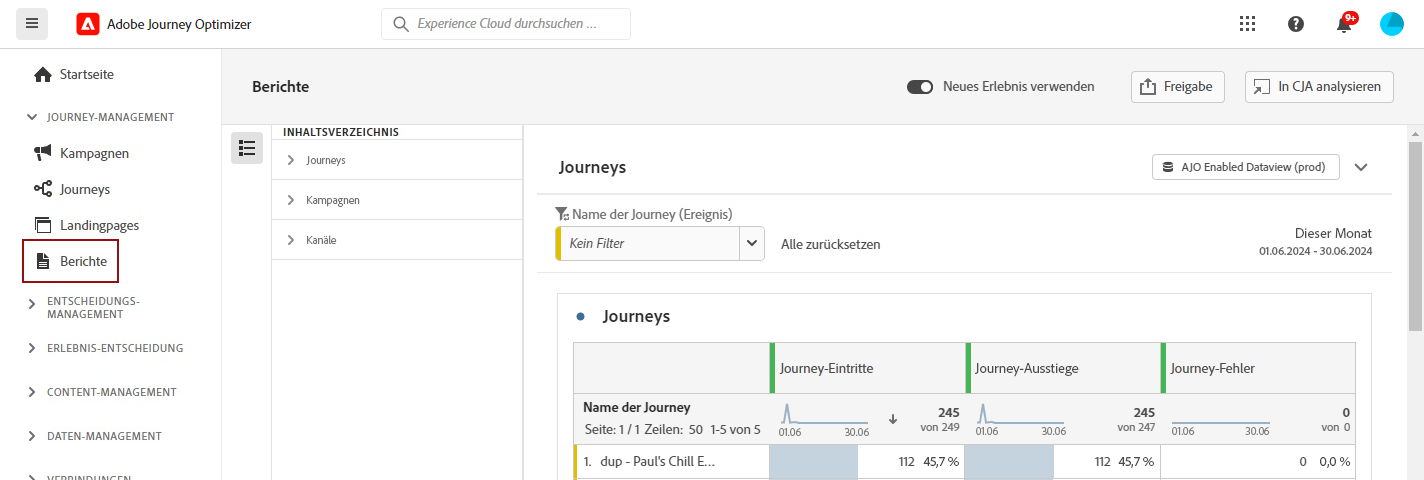 Adobe Journey Optimizer
Experience Cloud durchsuchen ...
9+
Startseite
JOURNEY-MANAGEMENT
Kampagnen
Journeys
Landingpages
Berichte
ENTSCHEIDUNGS-
MANAGEMENT
ERLEBNIS-ENTSCHEIDUNG
CONTENT-MANAGEMENT
DATEN-MANAGEMENT
VERBINDUNGEN
Berichte
Neues Erlebnis verwenden
Freigabe
In CJA analysieren
INHALTSVERZEICHNIS
Journeys
Kampagnen
Kanäle
Journeys
AJO Enabled Dataview (prod)
Name der Journey (Ereignis)
Kein Filter
Alle zurücksetzen
Dieser Monat
01.06.2024 - 30.06.2024
Journeys
Journey-Eintritte Journey-Ausstiege Journey-Fehler
Name der Journey
Seite: 1 / 1 Zeilen: 50 1-5 von 5
01.06 30.06
245
von 249
01.06 30.06
245
von 247
01.06 30.06
0
von 0
1. dup - Paul's Chill E... 112 45,7 % 112 45,7 % 0 0,0 %